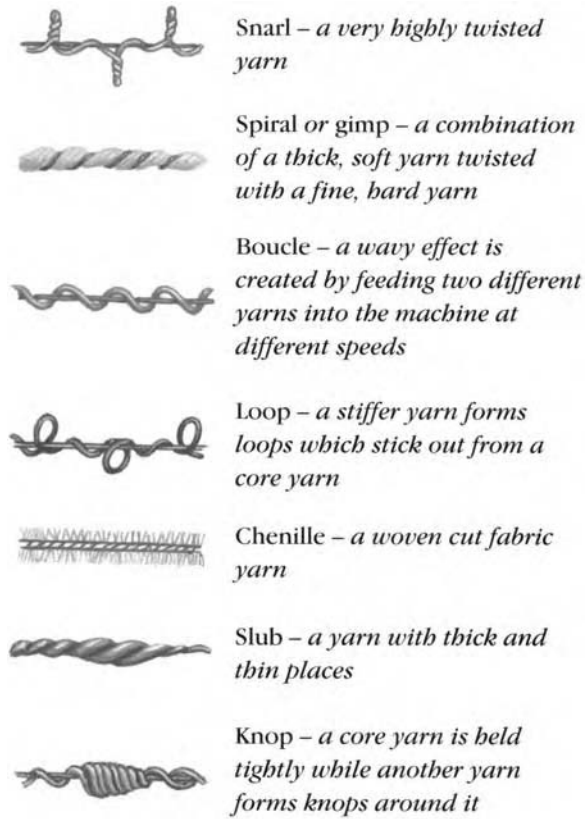 Snarl – a very highly twisted
yarn
Spiral or gimp – a combination
of a thick, soft yarn twisted
with a fine, hard yarn
Boucle – a wavy effect is
created by feeding two different
yarns into the machine at
different speeds
Loop – a stiffer yarn forms
loops which stick out from a
core yarn
Chenille – a woven cut fabric
yarn
Slub – a yarn with thick and
thin places
Knop – a core yarn is held
tightly while another yarn
forms knops around it